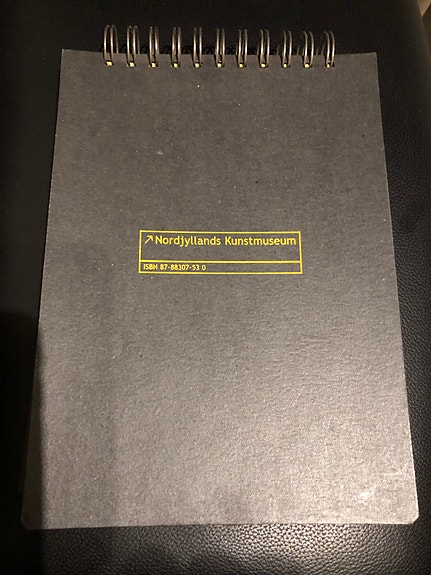 ↗Nordjyllands Kunstmuseum
ISBN 87-88307-53 0